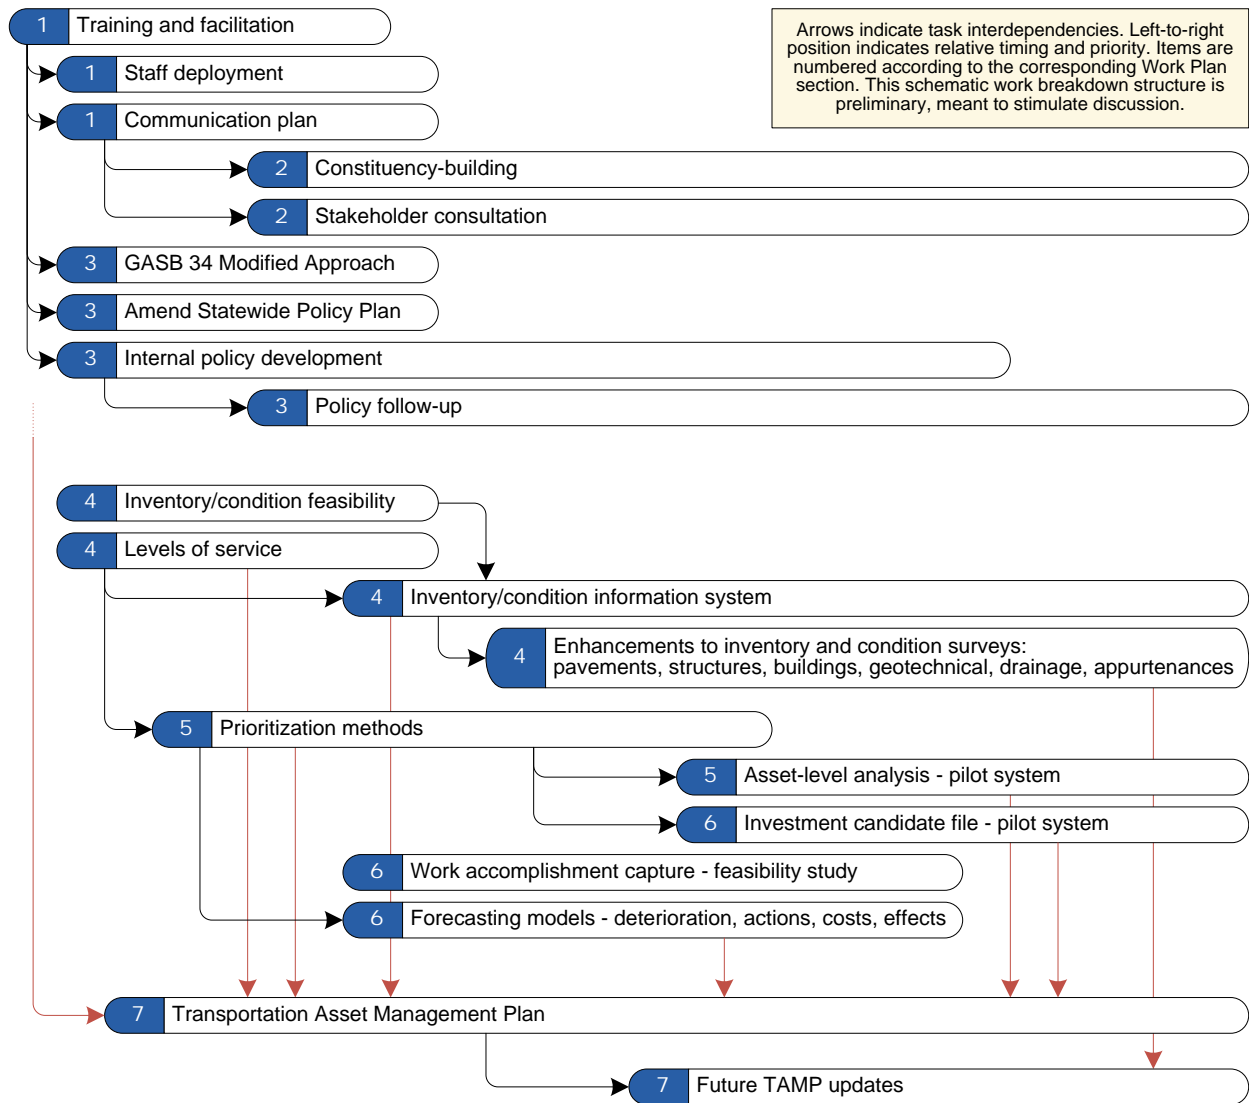 1 Training and facilitation
Arrows indicate task interdependencies. Left-to-right
position indicates relative timing and priority. Items are
numbered according to the corresponding Work Plan
section. This schematic work breakdown structure is
preliminary, meant to stimulate discussion.
1 Staff deployment
1 Communication plan
2 Constituency-building
2 Stakeholder consultation
3 GASB 34 Modified Approach
3 Amend Statewide Policy Plan
3 Internal policy development
3 Policy follow-up
4 Inventory/condition feasibility
4 Levels of service
4 Inventory/condition information system
4 Enhancements to inventory and condition surveys:
pavements, structures, buildings, geotechnical, drainage, appurtenances
5 Prioritization methods
5 Asset-level analysis - pilot system
6 Investment candidate file - pilot system
6 Work accomplishment capture - feasibility study
6 Forecasting models - deterioration, actions, costs, effects
7 Transportation Asset Management Plan
7 Future TAMP updates